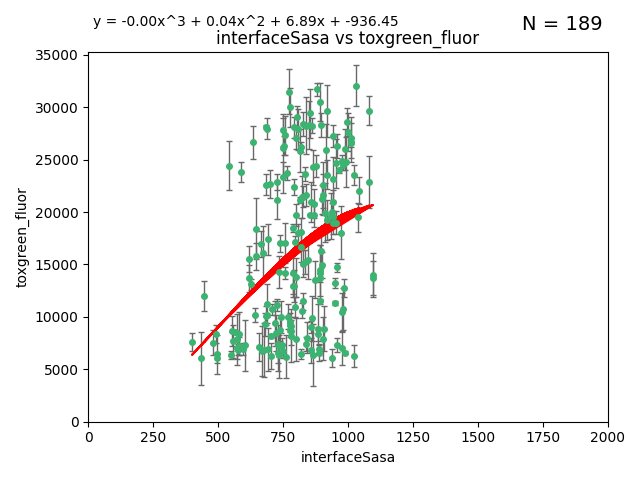 y = -0.00x^3 + 0.04x^2 + 6.89x + -936.45
N = 189
interfaceSasa vs toxgreen_fluor
35000
30000
25000
20000
15000
10000
5000
0
toxgreen_fluor
0 250 500 750 1000 1250 1500 1750 2000
interfaceSasa